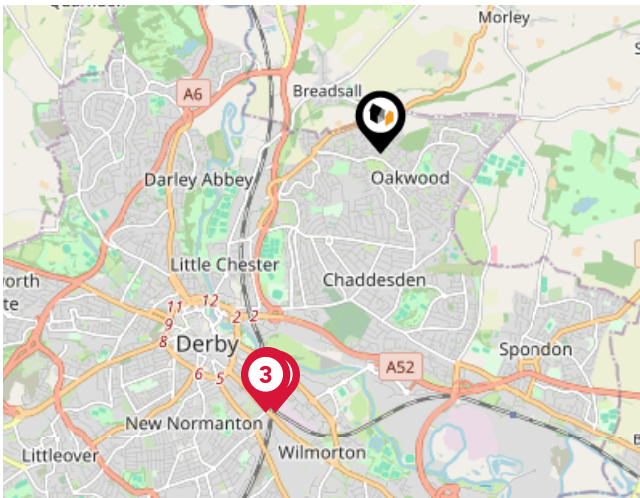 Morley
Breadsall
A6
Darley Abbey
Oakwood
Little Chester
Chaddesden
11
12
9
2
2
8
Derby
Spondon
A52
3
6
5
New Normanton
Wilmorton
Littleover